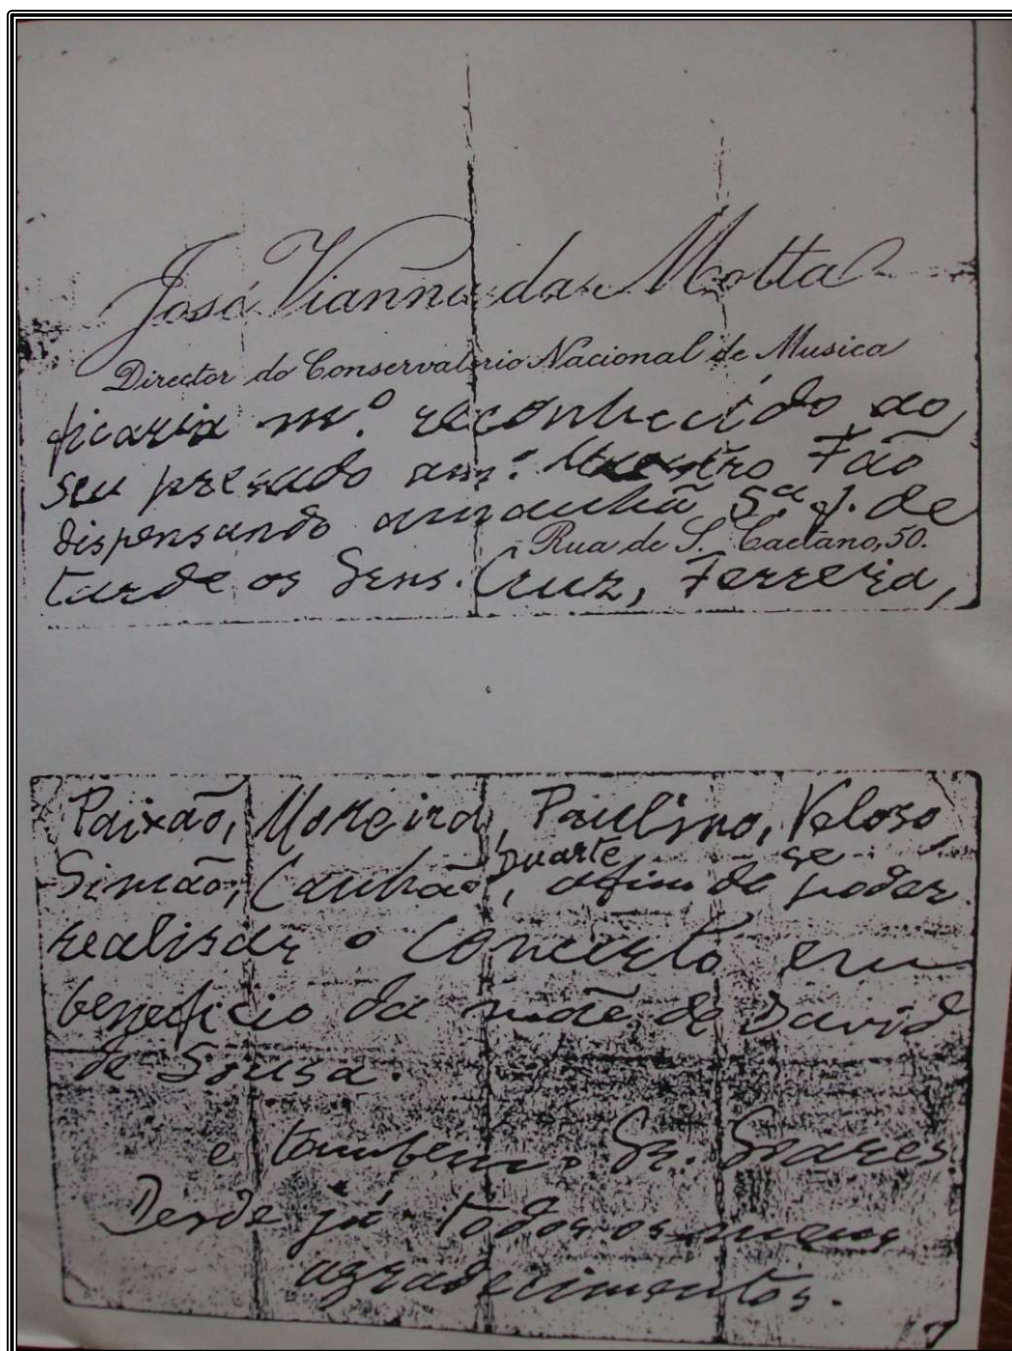 José Vianna da Motta
Director do Conservatorio Nacional de Musica
ficaria m.º reconhecido ao
seu presado am.º Maestro Fão
dispensando amanhã 5.ª f. de
Rua de S. Caetano, 50.
tarde os Snrs. Cruz, Ferreira,
Paixão, Moreira, Paulino, Veloso,
Simão, Canhão, Duarte, afim de se poder
realisar o Concerto em
beneficio da mãe de David
de Sousa.
e tambem o Sr. Soares.
Desde já todos os meus
agradecimentos.